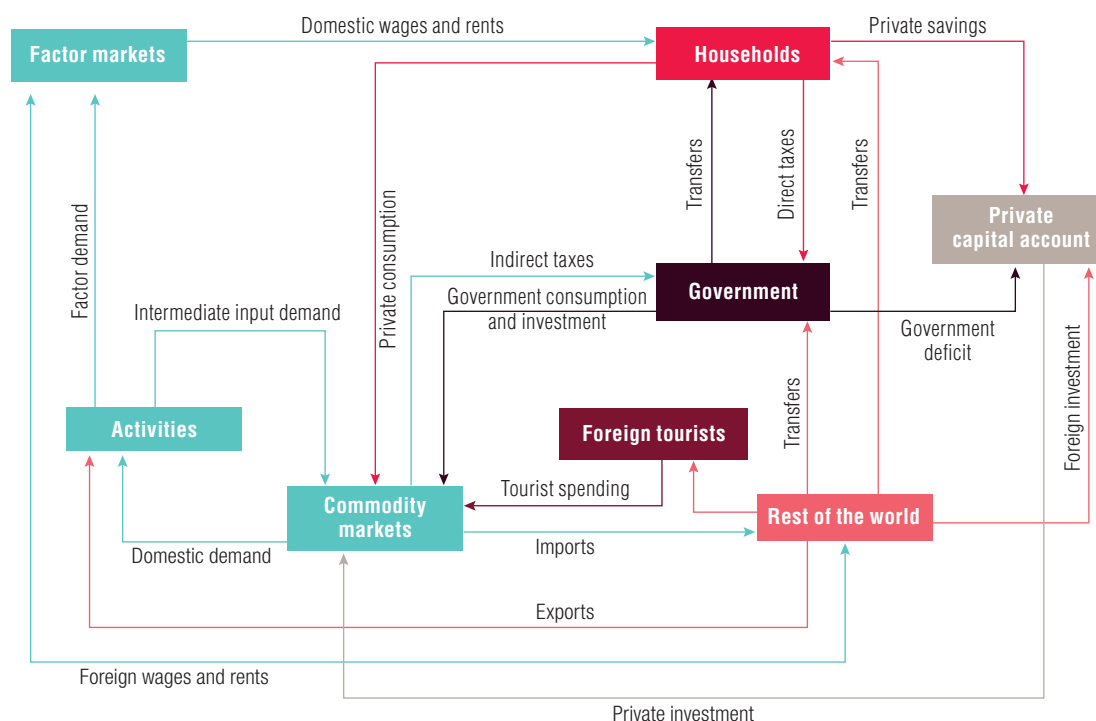 Domestic wages and rents
Private savings
Factor markets
Households
Factor demand
Private consumption
Transfers
Direct taxes
Transfers
Private
capital account
Indirect taxes
Government
Government consumption
and investment
Government
deficit
Foreign investment
Intermediate input demand
Activities
Foreign tourists
Transfers
Tourist spending
Commodity
markets
Rest of the world
Domestic demand
Imports
Exports
Foreign wages and rents
Private investment